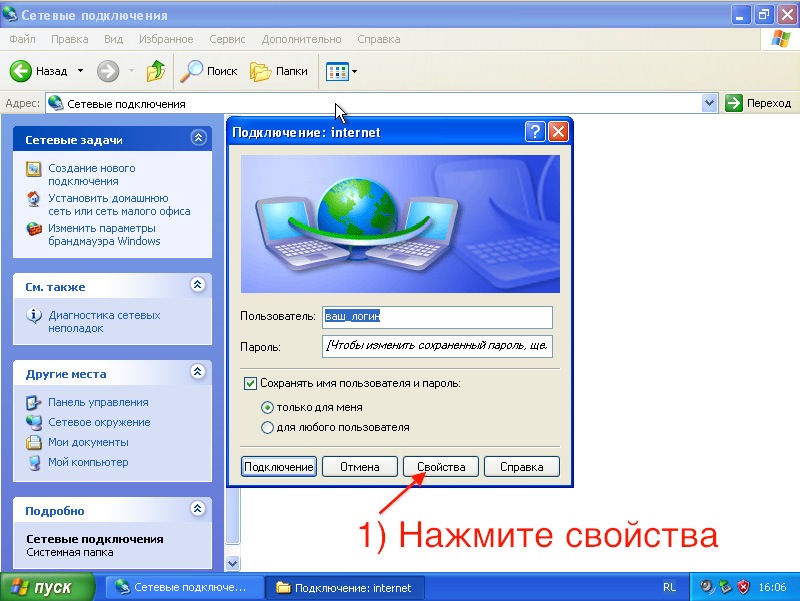 Сетевые подключения
Файл Правка Вид Избранное Сервис Дополнительно Справка
Назад Поиск Папки
Адрес: Сетевые подключения Переход
Сетевые задачи
Создание нового
подключения
Установить домашнюю
сеть или сеть малого офиса
Изменить параметры
брандмауэра Windows
См. также
Диагностика сетевых
неполадок
Другие места
Панель управления
Сетевое окружение
Мои документы
Мой компьютер
Подробно
Сетевые подключения
Системная папка
Подключение: internet
Пользователь: ваш_логин
Пароль: [Чтобы изменить сохраненный пароль, ще.
Сохранять имя пользователя и пароль:
только для меня
для любого пользователя
Подключение Отмена Свойства Справка
1) Нажмите свойства
пуск Сетевые подключе... Подключение: internet RL 16:06